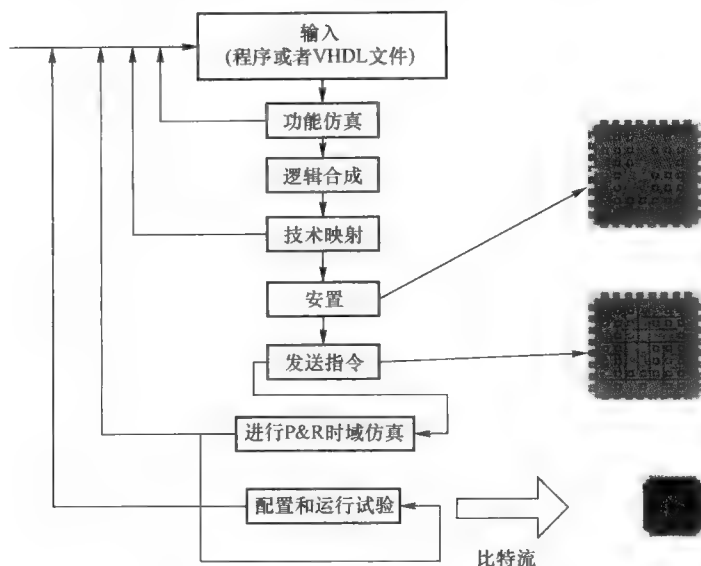 输入
(程序或者VHDL文件)
功能仿真
逻辑合成
技术映射
安置
发送指令
进行P&R时域仿真
配置和运行试验
比特流